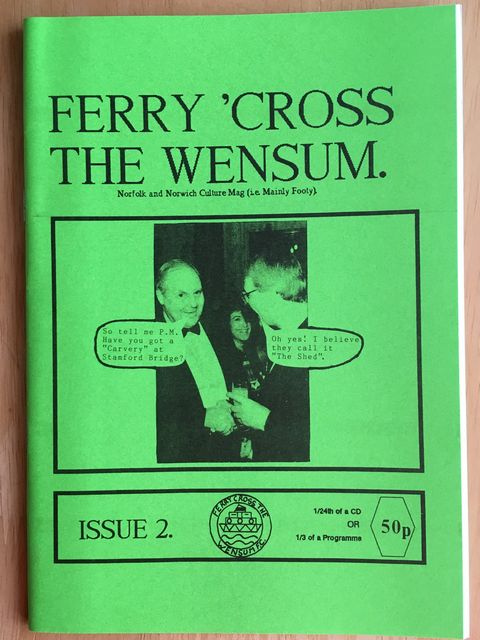 FERRY 'CROSS
THE WENSUM.
Norfolk and Norwich Culture Mag (i.e. Mainly Footy).
So tell me P.M.
Have you got a
"Carvery" at
Stamford Bridge?
Oh yes! I believe
they call it
"The Shed".
ISSUE 2.
FERRY CROSS THE
WENSUM F.C.
1/24th of a CD
OR
1/3 of a Programme
50p